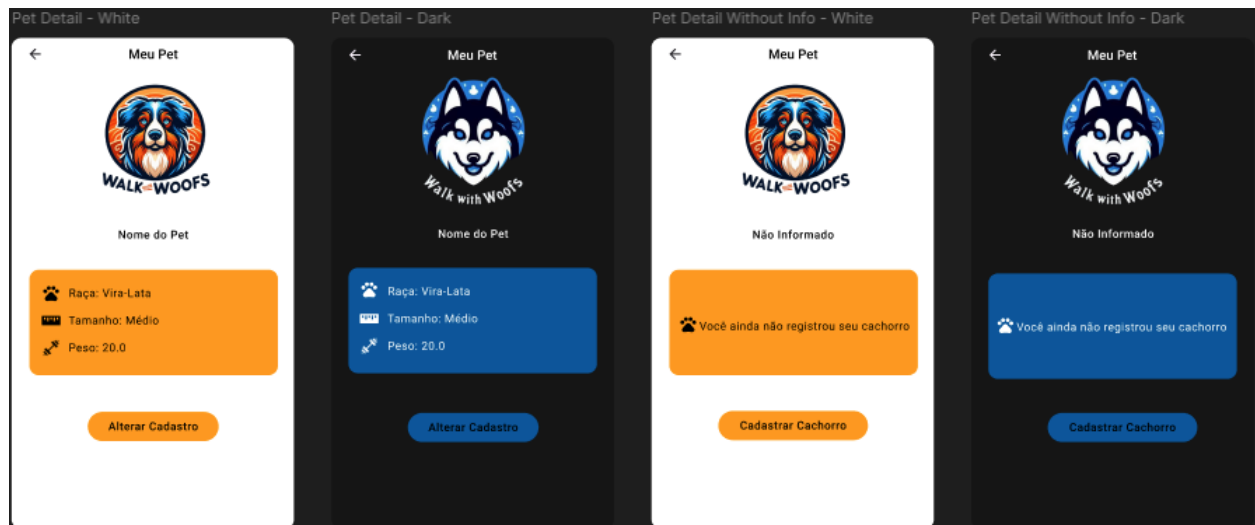 Pet Detail - White
Meu Pet
WALK WITH WOOFS
Nome do Pet
Raça: Vira-Lata
Tamanho: Médio
Peso: 20.0
Alterar Cadastro
Pet Detail - Dark
Meu Pet
Walk with Woofs
Nome do Pet
Raça: Vira-Lata
Tamanho: Médio
Peso: 20.0
Alterar Cadastro
Pet Detail Without Info - White
Meu Pet
WALK WITH WOOFS
Não Informado
Você ainda não registrou seu cachorro
Cadastrar Cachorro
Pet Detail Without Info - Dark
Meu Pet
Walk with Woofs
Não Informado
Você ainda não registrou seu cachorro
Cadastrar Cachorro